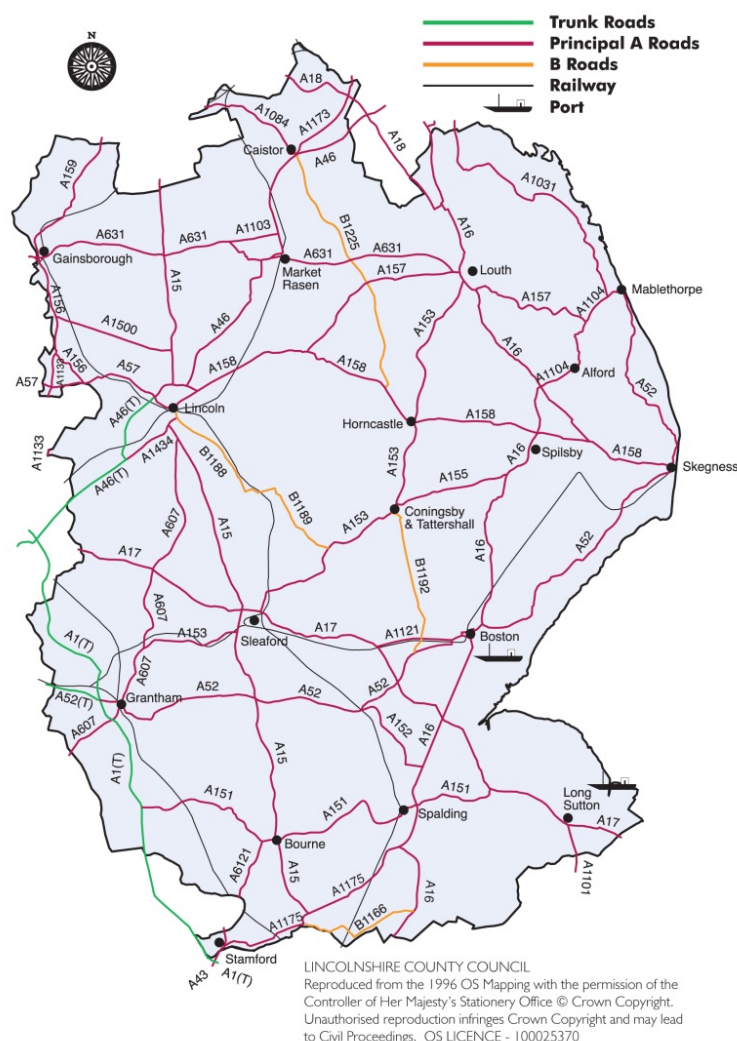 N
Trunk Roads
Principal A Roads
B Roads
Railway
Port
A18
A1084
A1173
Caistor
A46
A18
A159
A1031
A631
A631
A1103
B1225
A16
Gainsborough
A15
Market
Rasen
A631
A631
A157
Louth
A157
A1104
Mablethorpe
A156
A1500
A46
A153
A16
A156
A57
A158
A158
A1104
Alford
A52
A57
A1133
A46(T)
Lincoln
Horncastle
A158
A1133
A1434
A16
Spilsby
A158
Skegness
A46(T)
B1188
A153
A155
B1189
A607
A15
A153
Coningsby
& Tattershall
A17
A16
A52
B1192
A607
A1(T)
A153
Sleaford
A17
A1121
Boston
A607
A52(T)
Grantham
A52
A52
A52
A607
A152
A16
A1(T)
A15
A151
A151
A151
Spalding
Long
Sutton
A17
Bourne
A6121
A15
A1175
A16
A1101
A1175
B1166
Stamford
A43
A1(T)
LINCOLNSHIRE COUNTY COUNCIL
Reproduced from the 1996 OS Mapping with the permission of the
Controller of Her Majesty's Stationery Office © Crown Copyright.
Unauthorised reproduction infringes Crown Copyright and may lead
to Civil Proceedings. OS LICENCE - 100025370